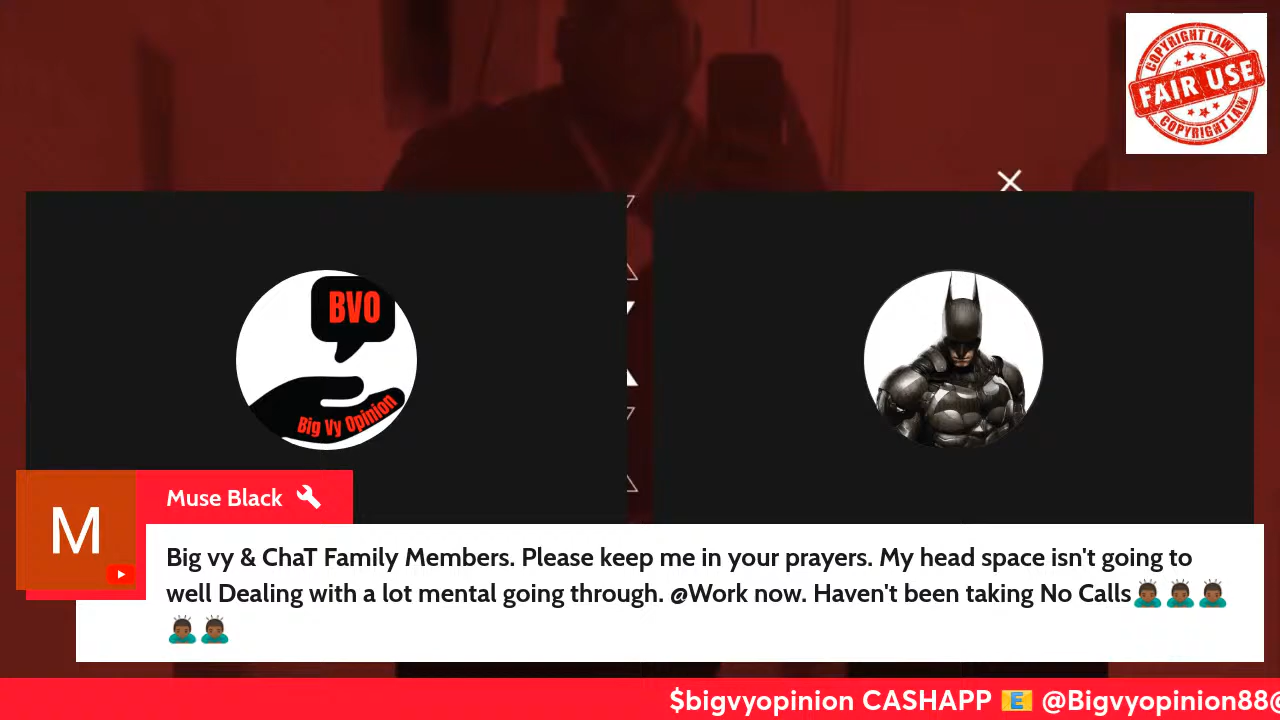 COPYRIGHT LAW
FAIR USE
COPYRIGHT LAW
BVO
Big Vy Opinion
M
Muse Black
Big vy & ChaT Family Members. Please keep me in your prayers. My head space isn't going to
well Dealing with a lot mental going through. @Work now. Haven't been taking No Calls🙇🏾‍♂️🙇🏾‍♂️🙇🏾‍♂️
🙇🏾‍♂️🙇🏾‍♂️
$bigvyopinion CASHAPP 📧 @Bigvyopinion88@